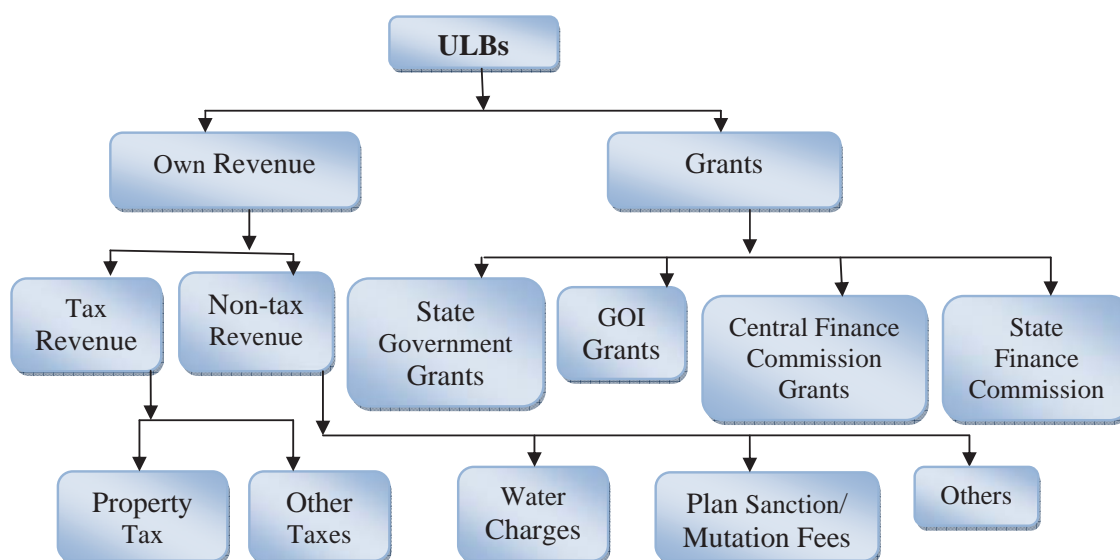 ULBs
Own Revenue
Grants
Tax
Revenue
Non-tax
Revenue
State
Government
Grants
GOI
Grants
Central Finance
Commission
Grants
State
Finance
Commission
Property
Tax
Other
Taxes
Water
Charges
Plan Sanction/
Mutation Fees
Others